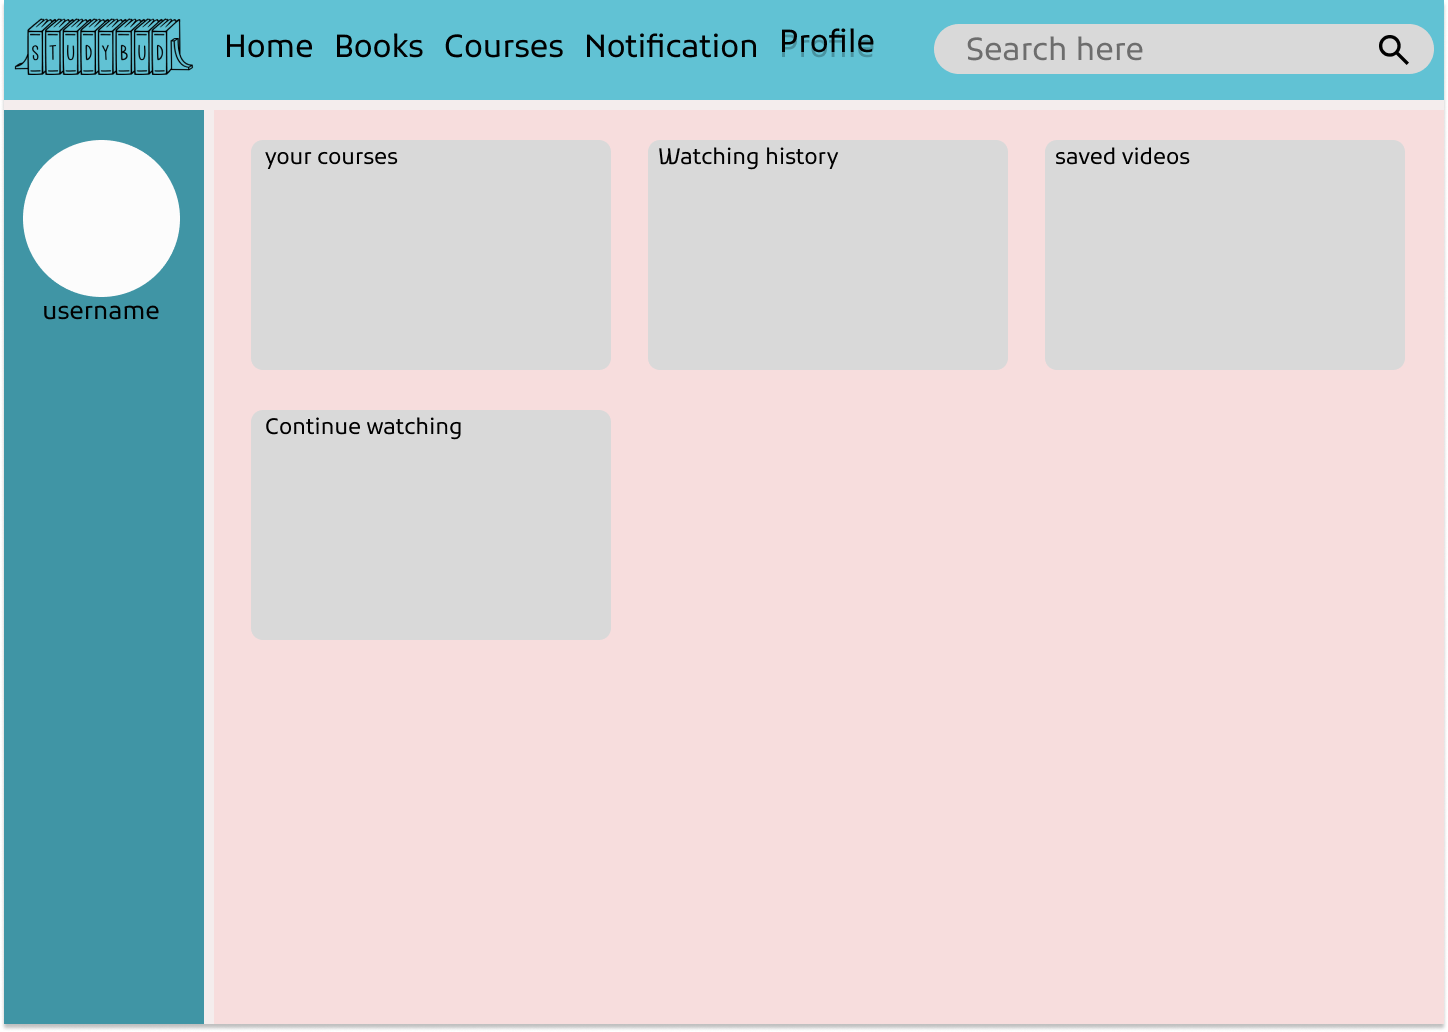 STUDYBUD
Home Books Courses Notification Profile
Search here
username
your courses
Watching history
saved videos
Continue watching